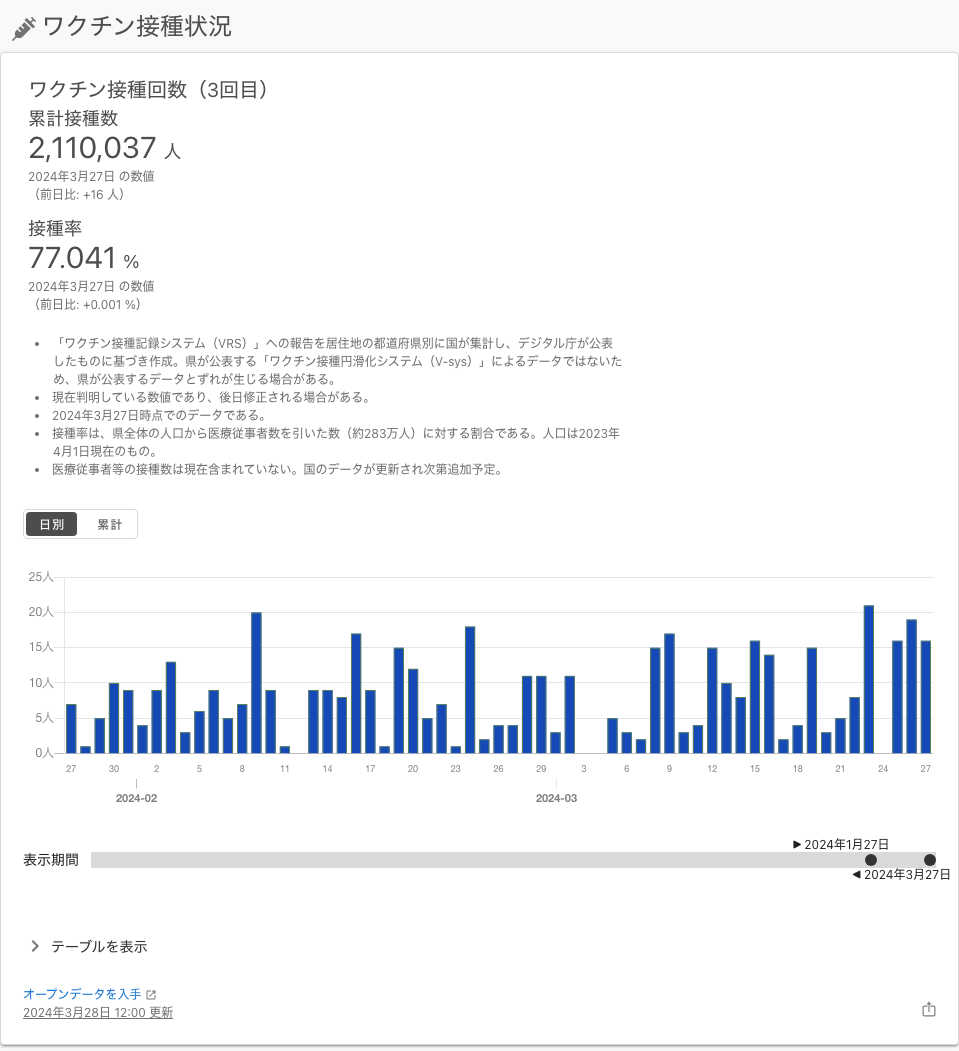 ワクチン接種状況
ワクチン接種回数（3回目）
累計接種数
2,110,037 人
2024年3月27日 の数値
（前日比: +16 人）
接種率
77.041 %
2024年3月27日 の数値
（前日比: +0.001 %）
• 「ワクチン接種記録システム（VRS）」への報告を居住地の都道府県別に国が集計し、デジタル庁が公表
したものに基づき作成。県が公表する「ワクチン接種円滑化システム（V-sys）」によるデータではないた
め、県が公表するデータとずれが生じる場合がある。
• 現在判明している数値であり、後日修正される場合がある。
• 2024年3月27日時点でのデータである。
• 接種率は、県全体の人口から医療従事者数を引いた数（約283万人）に対する割合である。人口は2023年
4月1日現在のもの。
• 医療従事者等の接種数は現在含まれていない。国のデータが更新され次第追加予定。
日別 累計
25人
20人
15人
10人
5人
0人
27 30 2 5 8 11 14 17 20 23 26 29 3 6 9 12 15 18 21 24 27
2024-02 2024-03
▶ 2024年1月27日
表示期間
◀ 2024年3月27日
テーブルを表示
オープンデータを入手
2024年3月28日 12:00 更新